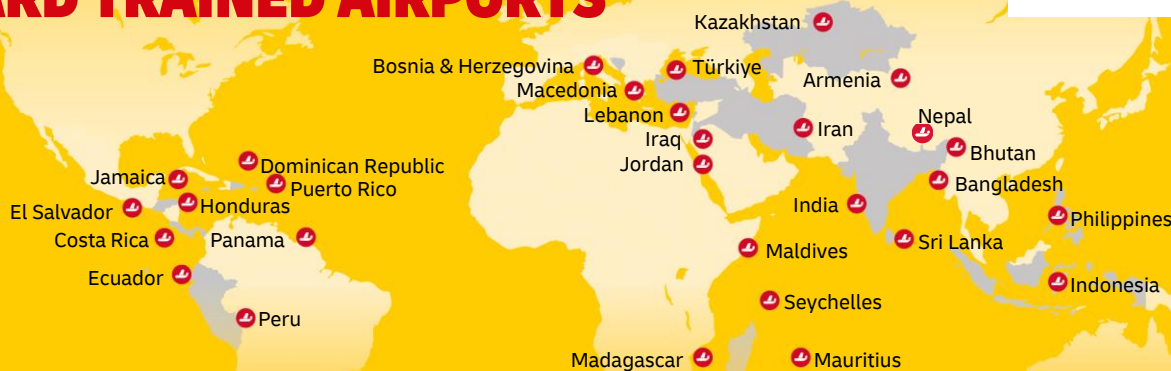 ARD TRAINED AIRPORTS
Kazakhstan
Bosnia & Herzegovina
Türkiye
Macedonia
Armenia
Lebanon
Nepal
Iraq
Iran
Jordan
Bhutan
Dominican Republic
Jamaica
Puerto Rico
Bangladesh
El Salvador
Honduras
India
Philippines
Costa Rica
Panama
Maldives
Sri Lanka
Ecuador
Indonesia
Seychelles
Peru
Madagascar
Mauritius